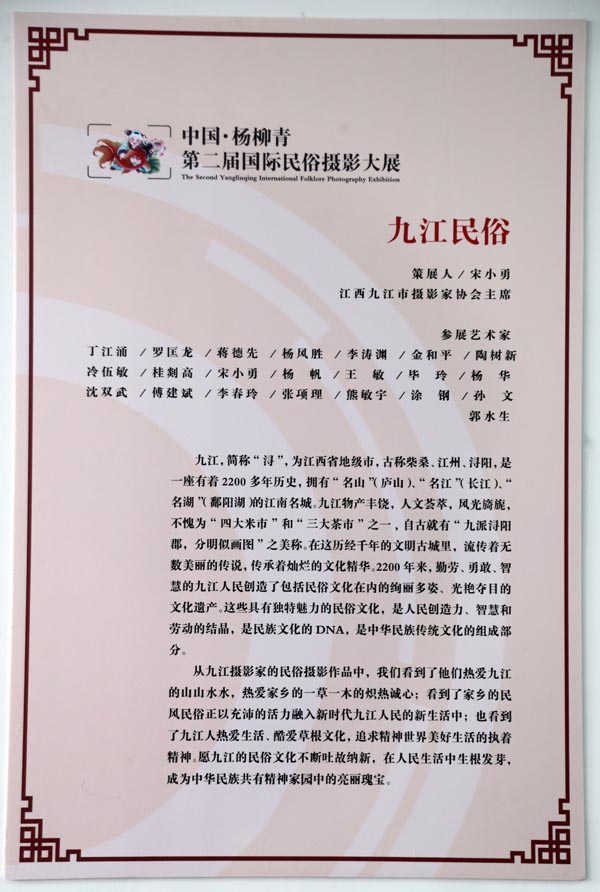 中国·杨柳青
第二届国际民俗摄影大展
The Second Yangliuqing International Folklore Photography Exhibition
九江民俗
策展人/宋小勇
江西九江市摄影家协会主席
参展艺术家
丁江涌 /罗匡龙 /蒋德先 /杨风胜 /李涛渊 /金和平 /陶树新
冷伍敏 /桂剡高 /宋小勇 /杨 帆 /王 敏 /毕 玲 /杨 华
沈双武 /傅建斌 /李春玲 /张项理 /熊敏宇 /涂 钢 /孙 文
郭水生
九江，简称“浔”，为江西省地级市，古称柴桑、江州、浔阳，是
一座有着2200多年历史，拥有“名山”（庐山）、“名江”（长江）、“
名湖”（鄱阳湖）的江南名城。九江物产丰饶，人文荟萃，风光旖旎，
不愧为“四大米市”和“三大茶市”之一，自古就有“九派浔阳
郡，分明似画图”之美称。在这历经千年的文明古城里，流传着无
数美丽的传说，传承着灿烂的文化精华。2200年来，勤劳、勇敢、智
慧的九江人民创造了包括民俗文化在内的绚丽多姿、光艳夺目的
文化遗产。这些具有独特魅力的民俗文化，是人民创造力、智慧和
劳动的结晶，是民族文化的DNA，是中华民族传统文化的组成部
分。
从九江摄影家的民俗摄影作品中，我们看到了他们热爱九江
的山山水水，热爱家乡的一草一木的炽热诚心；看到了家乡的民
风民俗正以充沛的活力融入新时代九江人民的新生活中；也看到
了九江人热爱生活、酷爱草根文化，追求精神世界美好生活的执着
精神。愿九江的民俗文化不断吐故纳新，在人民生活中生根发芽，
成为中华民族共有精神家园中的亮丽瑰宝。